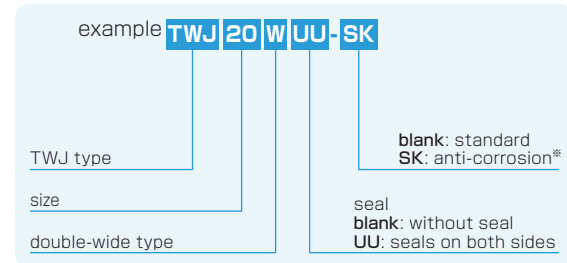 example TWJ 20 W UU - SK
TWJ type
blank: standard
SK: anti-corrosion※
size
double-wide type
seal
blank: without seal
UU: seals on both sides